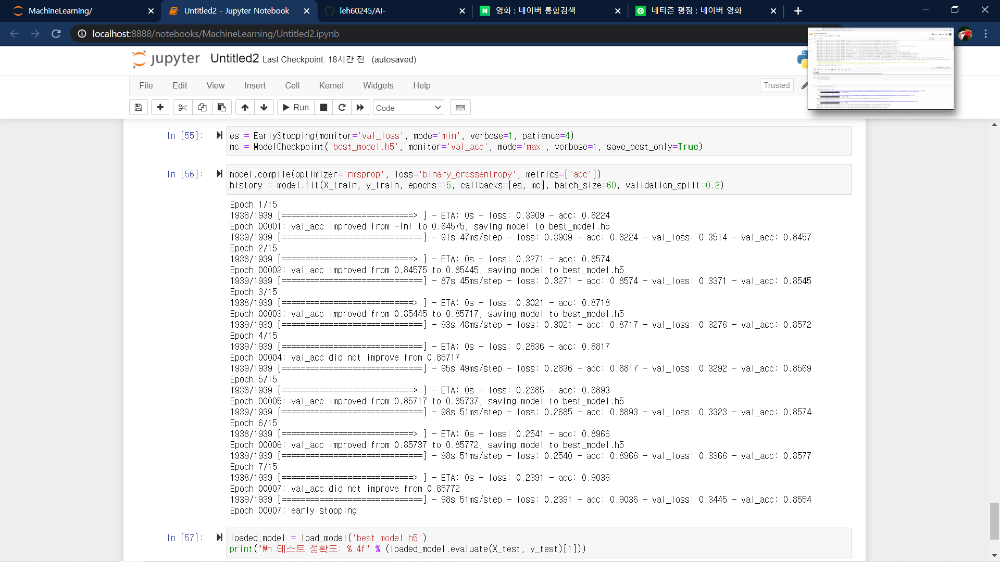 MachineLearning/
Untitled2 - Jupyter Notebook
leh60245/AI-
영화 : 네이버 통합검색
네티즌 평점 : 네이버 영화
localhost:8888/notebooks/MachineLearning/Untitled2.ipynb
jupyter Untitled2 Last Checkpoint: 18시간 전 (autosaved)
File Edit View Insert Cell Kernel Widgets Help
Trusted
Run
Code
In [55]:
es = EarlyStopping(monitor='val_loss', mode='min', verbose=1, patience=4)
mc = ModelCheckpoint('best_model.h5', monitor='val_acc', mode='max', verbose=1, save_best_only=True)
In [56]:
model.compile(optimizer='rmsprop', loss='binary_crossentropy', metrics=['acc'])
history = model.fit(X_train, y_train, epochs=15, callbacks=[es, mc], batch_size=60, validation_split=0.2)
Epoch 1/15
1938/1939 [============================>.] - ETA: 0s - loss: 0.3909 - acc: 0.8224
Epoch 00001: val_acc improved from -inf to 0.84575, saving model to best_model.h5
1939/1939 [==============================] - 91s 47ms/step - loss: 0.3909 - acc: 0.8224 - val_loss: 0.3514 - val_acc: 0.8457
Epoch 2/15
1938/1939 [============================>.] - ETA: 0s - loss: 0.3271 - acc: 0.8574
Epoch 00002: val_acc improved from 0.84575 to 0.85445, saving model to best_model.h5
1939/1939 [==============================] - 87s 45ms/step - loss: 0.3271 - acc: 0.8574 - val_loss: 0.3371 - val_acc: 0.8545
Epoch 3/15
1938/1939 [============================>.] - ETA: 0s - loss: 0.3021 - acc: 0.8718
Epoch 00003: val_acc improved from 0.85445 to 0.85717, saving model to best_model.h5
1939/1939 [==============================] - 93s 48ms/step - loss: 0.3021 - acc: 0.8717 - val_loss: 0.3276 - val_acc: 0.8572
Epoch 4/15
1939/1939 [==============================] - ETA: 0s - loss: 0.2836 - acc: 0.8817
Epoch 00004: val_acc did not improve from 0.85717
1939/1939 [==============================] - 95s 49ms/step - loss: 0.2836 - acc: 0.8817 - val_loss: 0.3292 - val_acc: 0.8569
Epoch 5/15
1938/1939 [============================>.] - ETA: 0s - loss: 0.2685 - acc: 0.8893
Epoch 00005: val_acc improved from 0.85717 to 0.85737, saving model to best_model.h5
1939/1939 [==============================] - 98s 51ms/step - loss: 0.2685 - acc: 0.8893 - val_loss: 0.3323 - val_acc: 0.8574
Epoch 6/15
1938/1939 [============================>.] - ETA: 0s - loss: 0.2541 - acc: 0.8966
Epoch 00006: val_acc improved from 0.85737 to 0.85772, saving model to best_model.h5
1939/1939 [==============================] - 98s 51ms/step - loss: 0.2540 - acc: 0.8966 - val_loss: 0.3366 - val_acc: 0.8577
Epoch 7/15
1938/1939 [============================>.] - ETA: 0s - loss: 0.2391 - acc: 0.9036
Epoch 00007: val_acc did not improve from 0.85772
1939/1939 [==============================] - 98s 51ms/step - loss: 0.2391 - acc: 0.9036 - val_loss: 0.3445 - val_acc: 0.8554
Epoch 00007: early stopping
In [57]:
loaded_model = load_model('best_model.h5')
print("₩n 테스트 정확도: %.4f" % (loaded_model.evaluate(X_test, y_test)[1]))